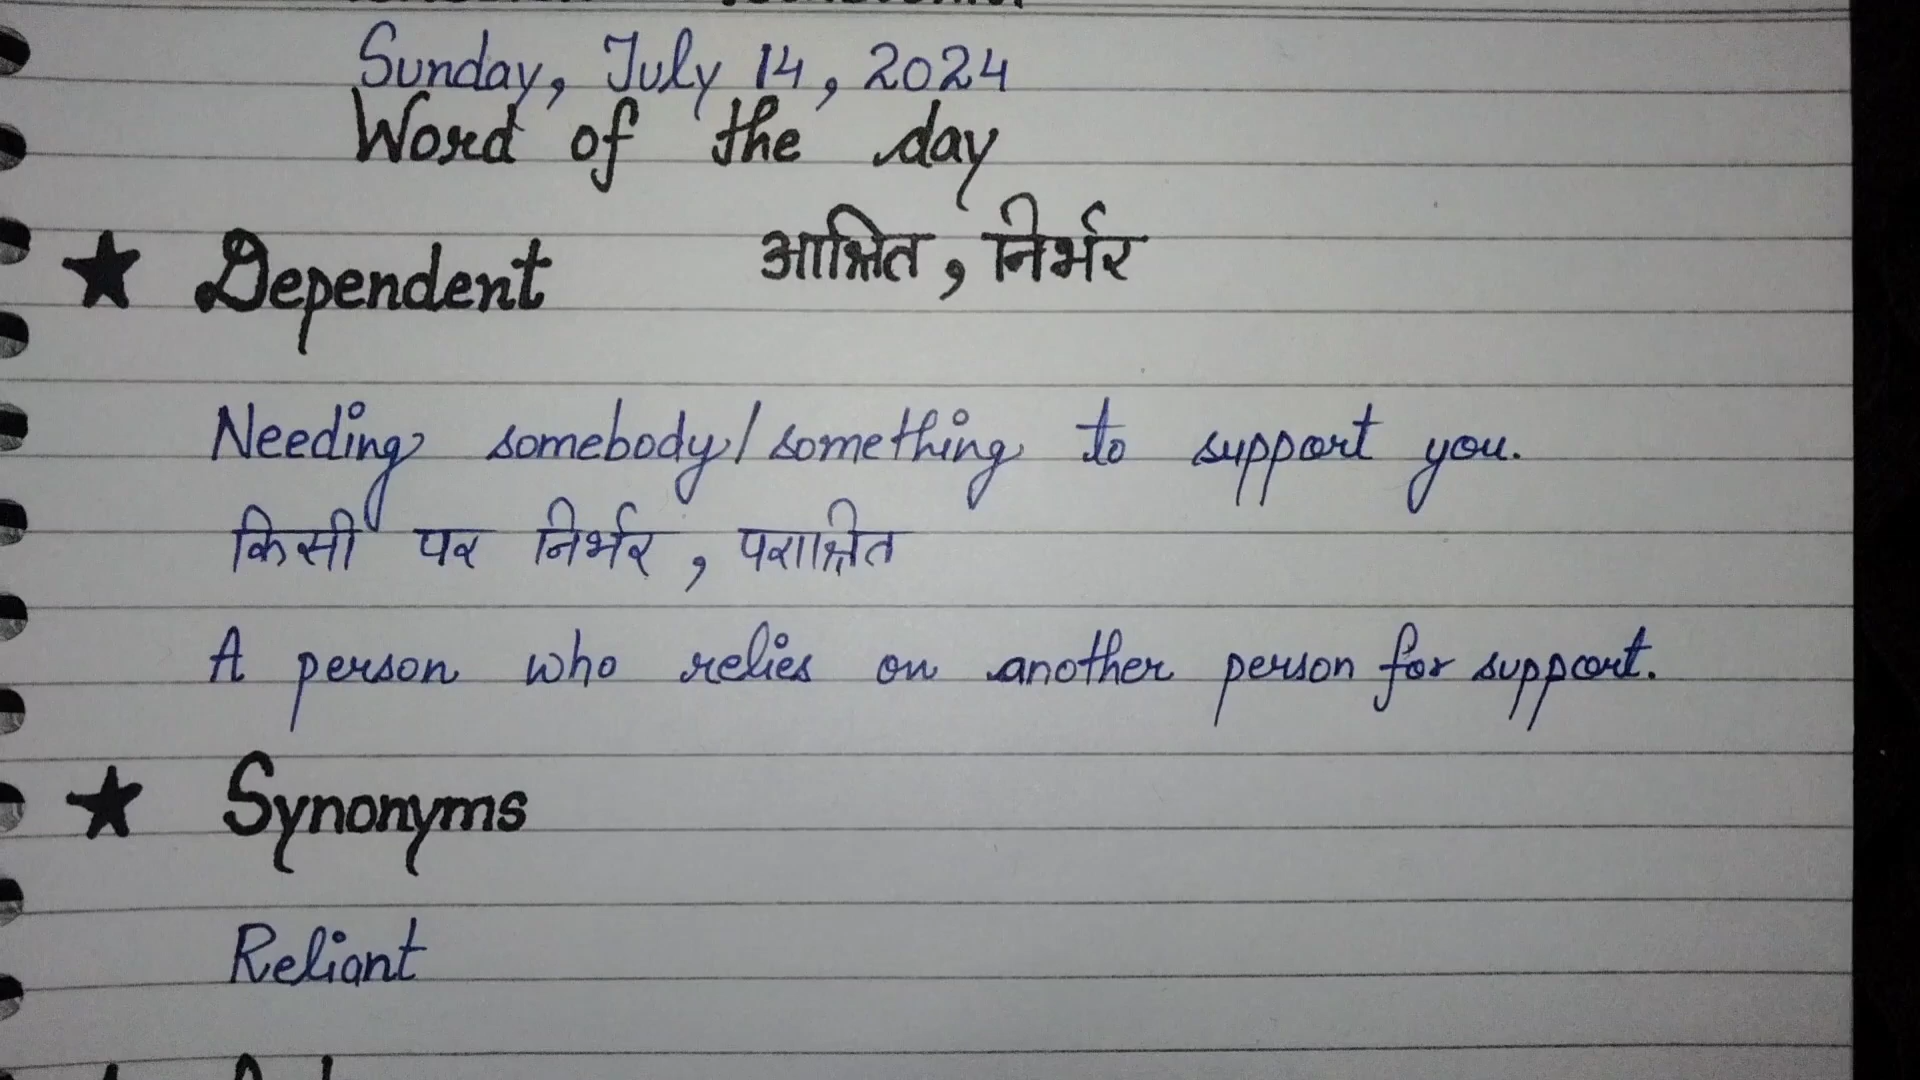 Sunday, July 14, 2024
Word of the day
★ Dependent आश्रित, निर्भर
Needing somebody/something to support you.
किसी पर निर्भर, पराश्रित
A person who relies on another person for support.
★ Synonyms
Reliant